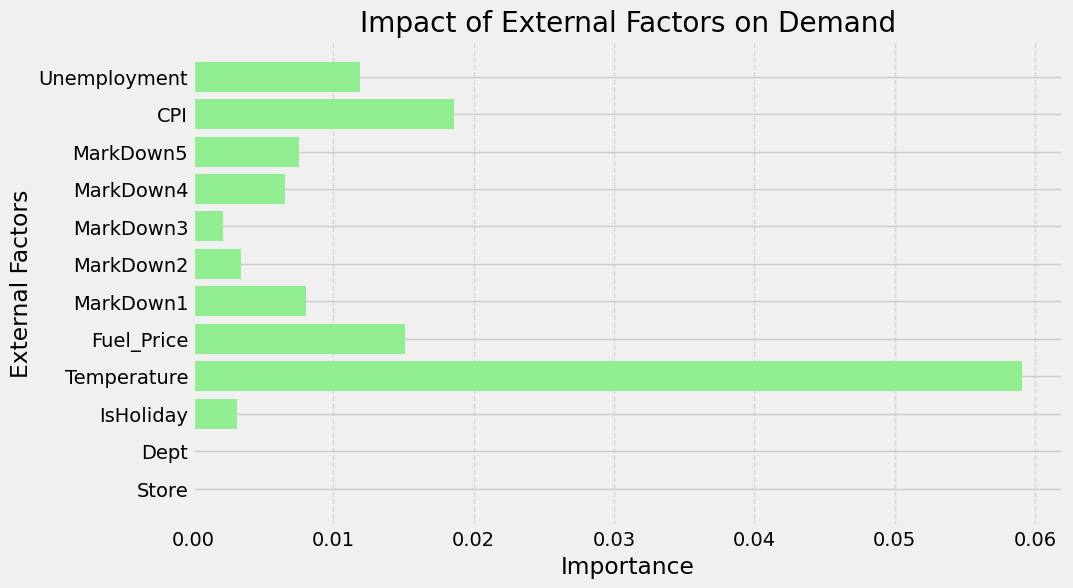 Impact of External Factors on Demand
External Factors
Unemployment
CPI
MarkDown5
MarkDown4
MarkDown3
MarkDown2
MarkDown1
Fuel_Price
Temperature
IsHoliday
Dept
Store
0.00 0.01 0.02 0.03 0.04 0.05 0.06
Importance